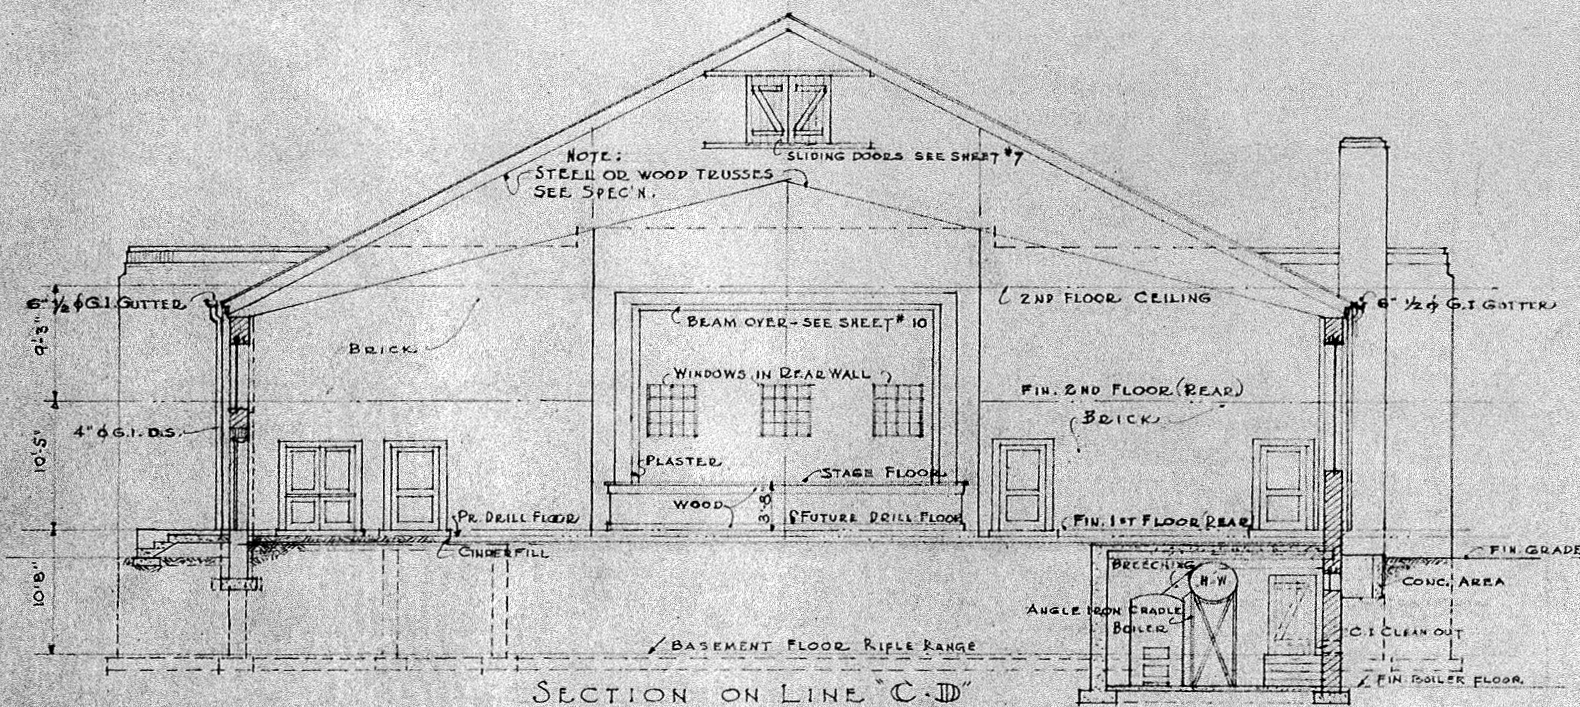 NOTE:
STEEL OR WOOD TRUSSES
SEE SPEC'N.
SLIDING DOORS SEE SHEET #7
6" ½ ϕ G.I. GUTTER
2ND FLOOR CEILING
6" ½ ϕ G.I. GUTTER
BEAM OVER - SEE SHEET #10
9'-3"
BRICK
WINDOWS IN REAR WALL
FIN. 2ND FLOOR (REAR)
BRICK
4" ϕ G.I. D.S.
10'-5"
PLASTER
STAGE FLOOR
WOOD
3'-8"
PR. DRILL FLOOR
FUTURE DRILL FLOOR
FIN. 1ST FLOOR REAR
CINDERFILL
FIN. GRADE
BREECHING
H-W
CONC. AREA
10'8"
ANGLE IRON CRADLE
BOILER
C.I. CLEAN OUT
BASEMENT FLOOR RIFLE RANGE
FIN BOILER FLOOR
SECTION ON LINE "C-D"